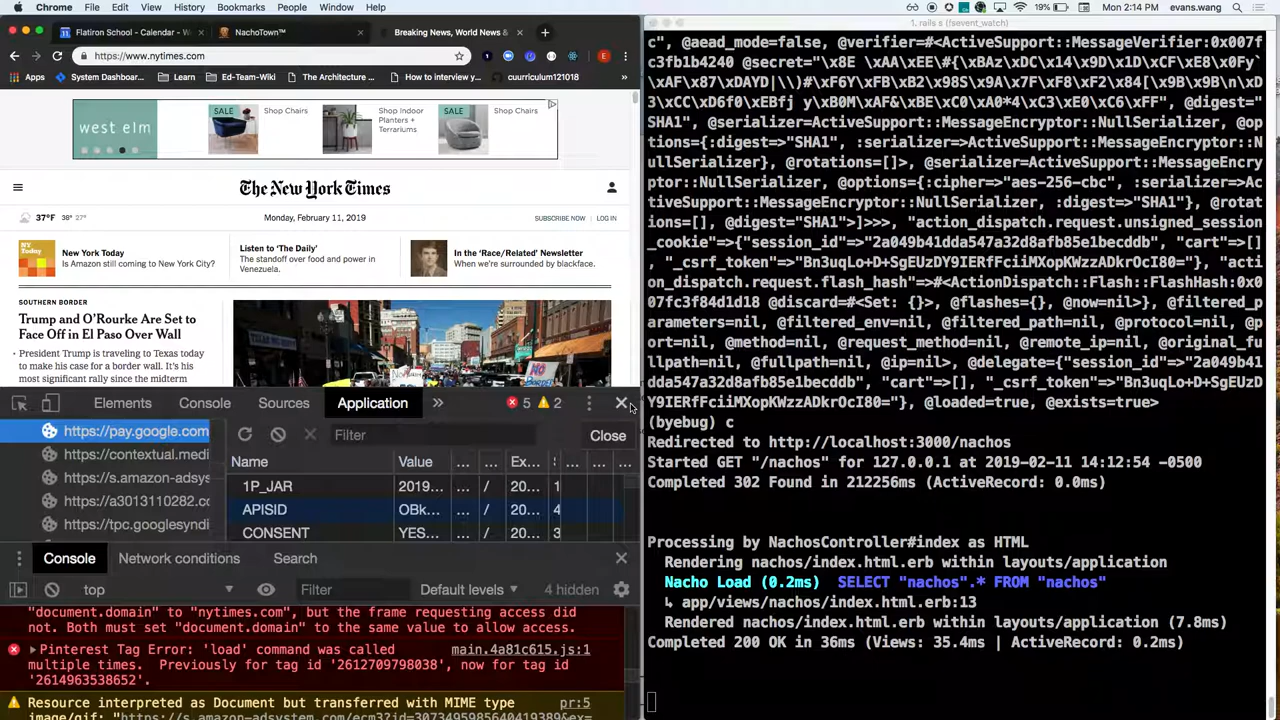 Chrome File Edit View History Bookmarks People Window Help
19% Mon 2:14 PM evans.wang
Flatiron School - Calendar - W
NachoTown™
Breaking News, World News &
https://www.nytimes.com
Apps System Dashboar... Learn Ed-Team-Wiki The Architecture ... How to interview y... cuurriculum121018 »
west elm
SALE
Shop Chairs
Shop Indoor
Planters +
Terrariums
SALE
Shop Chairs
The New York Times
37°F 38° 27°
Monday, February 11, 2019
SUBSCRIBE NOW LOG IN
NY
Today
New York Today
Is Amazon still coming to New York City?
Listen to ‘The Daily’
The standoff over food and power in
Venezuela.
In the ‘Race/Related’ Newsletter
When we're surrounded by blackface.
SOUTHERN BORDER
Trump and O’Rourke Are Set to
Face Off in El Paso Over Wall
• President Trump is traveling to Texas today
to make his case for a border wall. It's his
most significant rally since the midterm
Elements Console Sources Application » 5 2
https://pay.google.com
https://contextual.medi
https://s.amazon-adsys
https://a3013110282.cc
https://tpc.googlesyndi
Filter
Close
Name Value ... ... Ex... ... ... ...
1P_JAR 2019... ... / 20... 1
APISID OBk... ... / 20... 4
CONSENT YES... ... / 20... 3
Console Network conditions Search
top Filter Default levels 4 hidden
"document.domain" to "nytimes.com", but the frame requesting access did
not. Both must set "document.domain" to the same value to allow access.
Pinterest Tag Error: 'load' command was called main.4a81c615.js:1
multiple times. Previously for tag id '2612709798038', now for tag id
'2614963538652'.
Resource interpreted as Document but transferred with MIME type pr:5
image/gif: "https://s.amazon-adsystem.com/ecm3?id=3073495985640419389&ex=
1. rails s (!sevent_watch)
c", @aead_mode=false, @verifier=#<ActiveSupport::MessageVerifier:0x007f
c3fb1b4240 @secret="\x8E \xAA\xEE\#{\xBAz\xDC\x14\x9D\x1D\xCF\xE8\x0Fy`
\xAF\x87\xDAYD|\\)#\xF6Y\xFB\xB2\x98S\x9A\x7F\xF2\x84[\x9B\x9B\n\xD
3\xCC\xD6f0\xEBfj y\xB0M\xAF&\xBE\xC0\xA0*4\xC3\xE0\xC6\xFF", @digest="
SHA1", @serializer=ActiveSupport::MessageEncryptor::NullSerializer, @op
tions={:digest=>"SHA1", :serializer=>ActiveSupport::MessageEncryptor::N
ullSerializer}, @rotations=[]>, @serializer=ActiveSupport::MessageEncry
ptor::NullSerializer, @options={:cipher=>"aes-256-cbc", :serializer=>Ac
tiveSupport::MessageEncryptor::NullSerializer, :digest=>"SHA1"}, @rotat
ions=[], @digest="SHA1">]>>>, "action_dispatch.request.unsigned_session
_cookie"=>{"session_id"=>"2a049b41dda547a32d8afb85e1becddb", "cart"=>[]
, "_csrf_token"=>"Bn3uqLo+D+SgEUzDY9IERfFciiMXopKWzzADkrOcI80="}, "acti
on_dispatch.request.flash_hash"=>#<ActionDispatch::Flash::FlashHash:0x0
07fc3f84d1d18 @discard=#<Set: {}>, @flashes={}, @now=nil>}, @filtered_p
arameters=nil, @filtered_env=nil, @filtered_path=nil, @protocol=nil, @p
ort=nil, @method=nil, @request_method=nil, @remote_ip=nil, @original_fu
llpath=nil, @fullpath=nil, @ip=nil>, @delegate={"session_id"=>"2a049b41
dda547a32d8afb85e1becddb", "cart"=>[], "_csrf_token"=>"Bn3uqLo+D+SgEUzD
Y9IERfFciiMXopKWzzADkrOcI80="}, @loaded=true, @exists=true>
(byebug) c
Redirected to http://localhost:3000/nachos
Started GET "/nachos" for 127.0.0.1 at 2019-02-11 14:12:54 -0500
Completed 302 Found in 212256ms (ActiveRecord: 0.0ms)
Processing by NachosController#index as HTML
Rendering nachos/index.html.erb within layouts/application
Nacho Load (0.2ms) SELECT "nachos".* FROM "nachos"
↳ app/views/nachos/index.html.erb:13
Rendered nachos/index.html.erb within layouts/application (7.8ms)
Completed 200 OK in 36ms (Views: 35.4ms | ActiveRecord: 0.2ms)